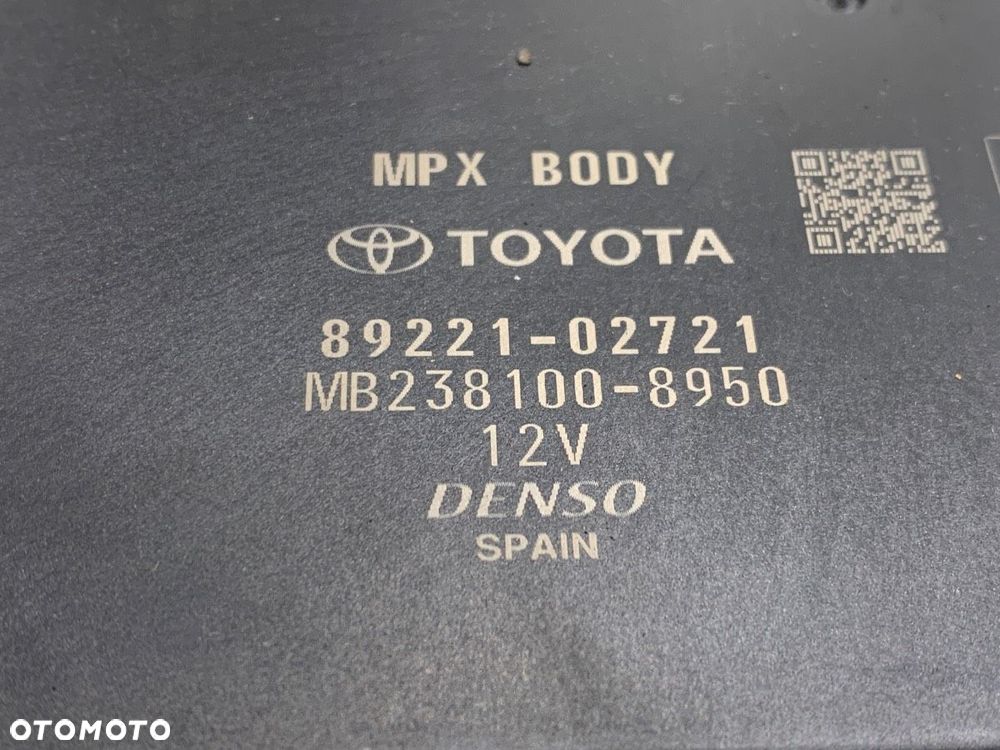 MPX BODY
TOYOTA
89221-02721
MB238100-8950
12V
DENSO
SPAIN
OTOMOTO